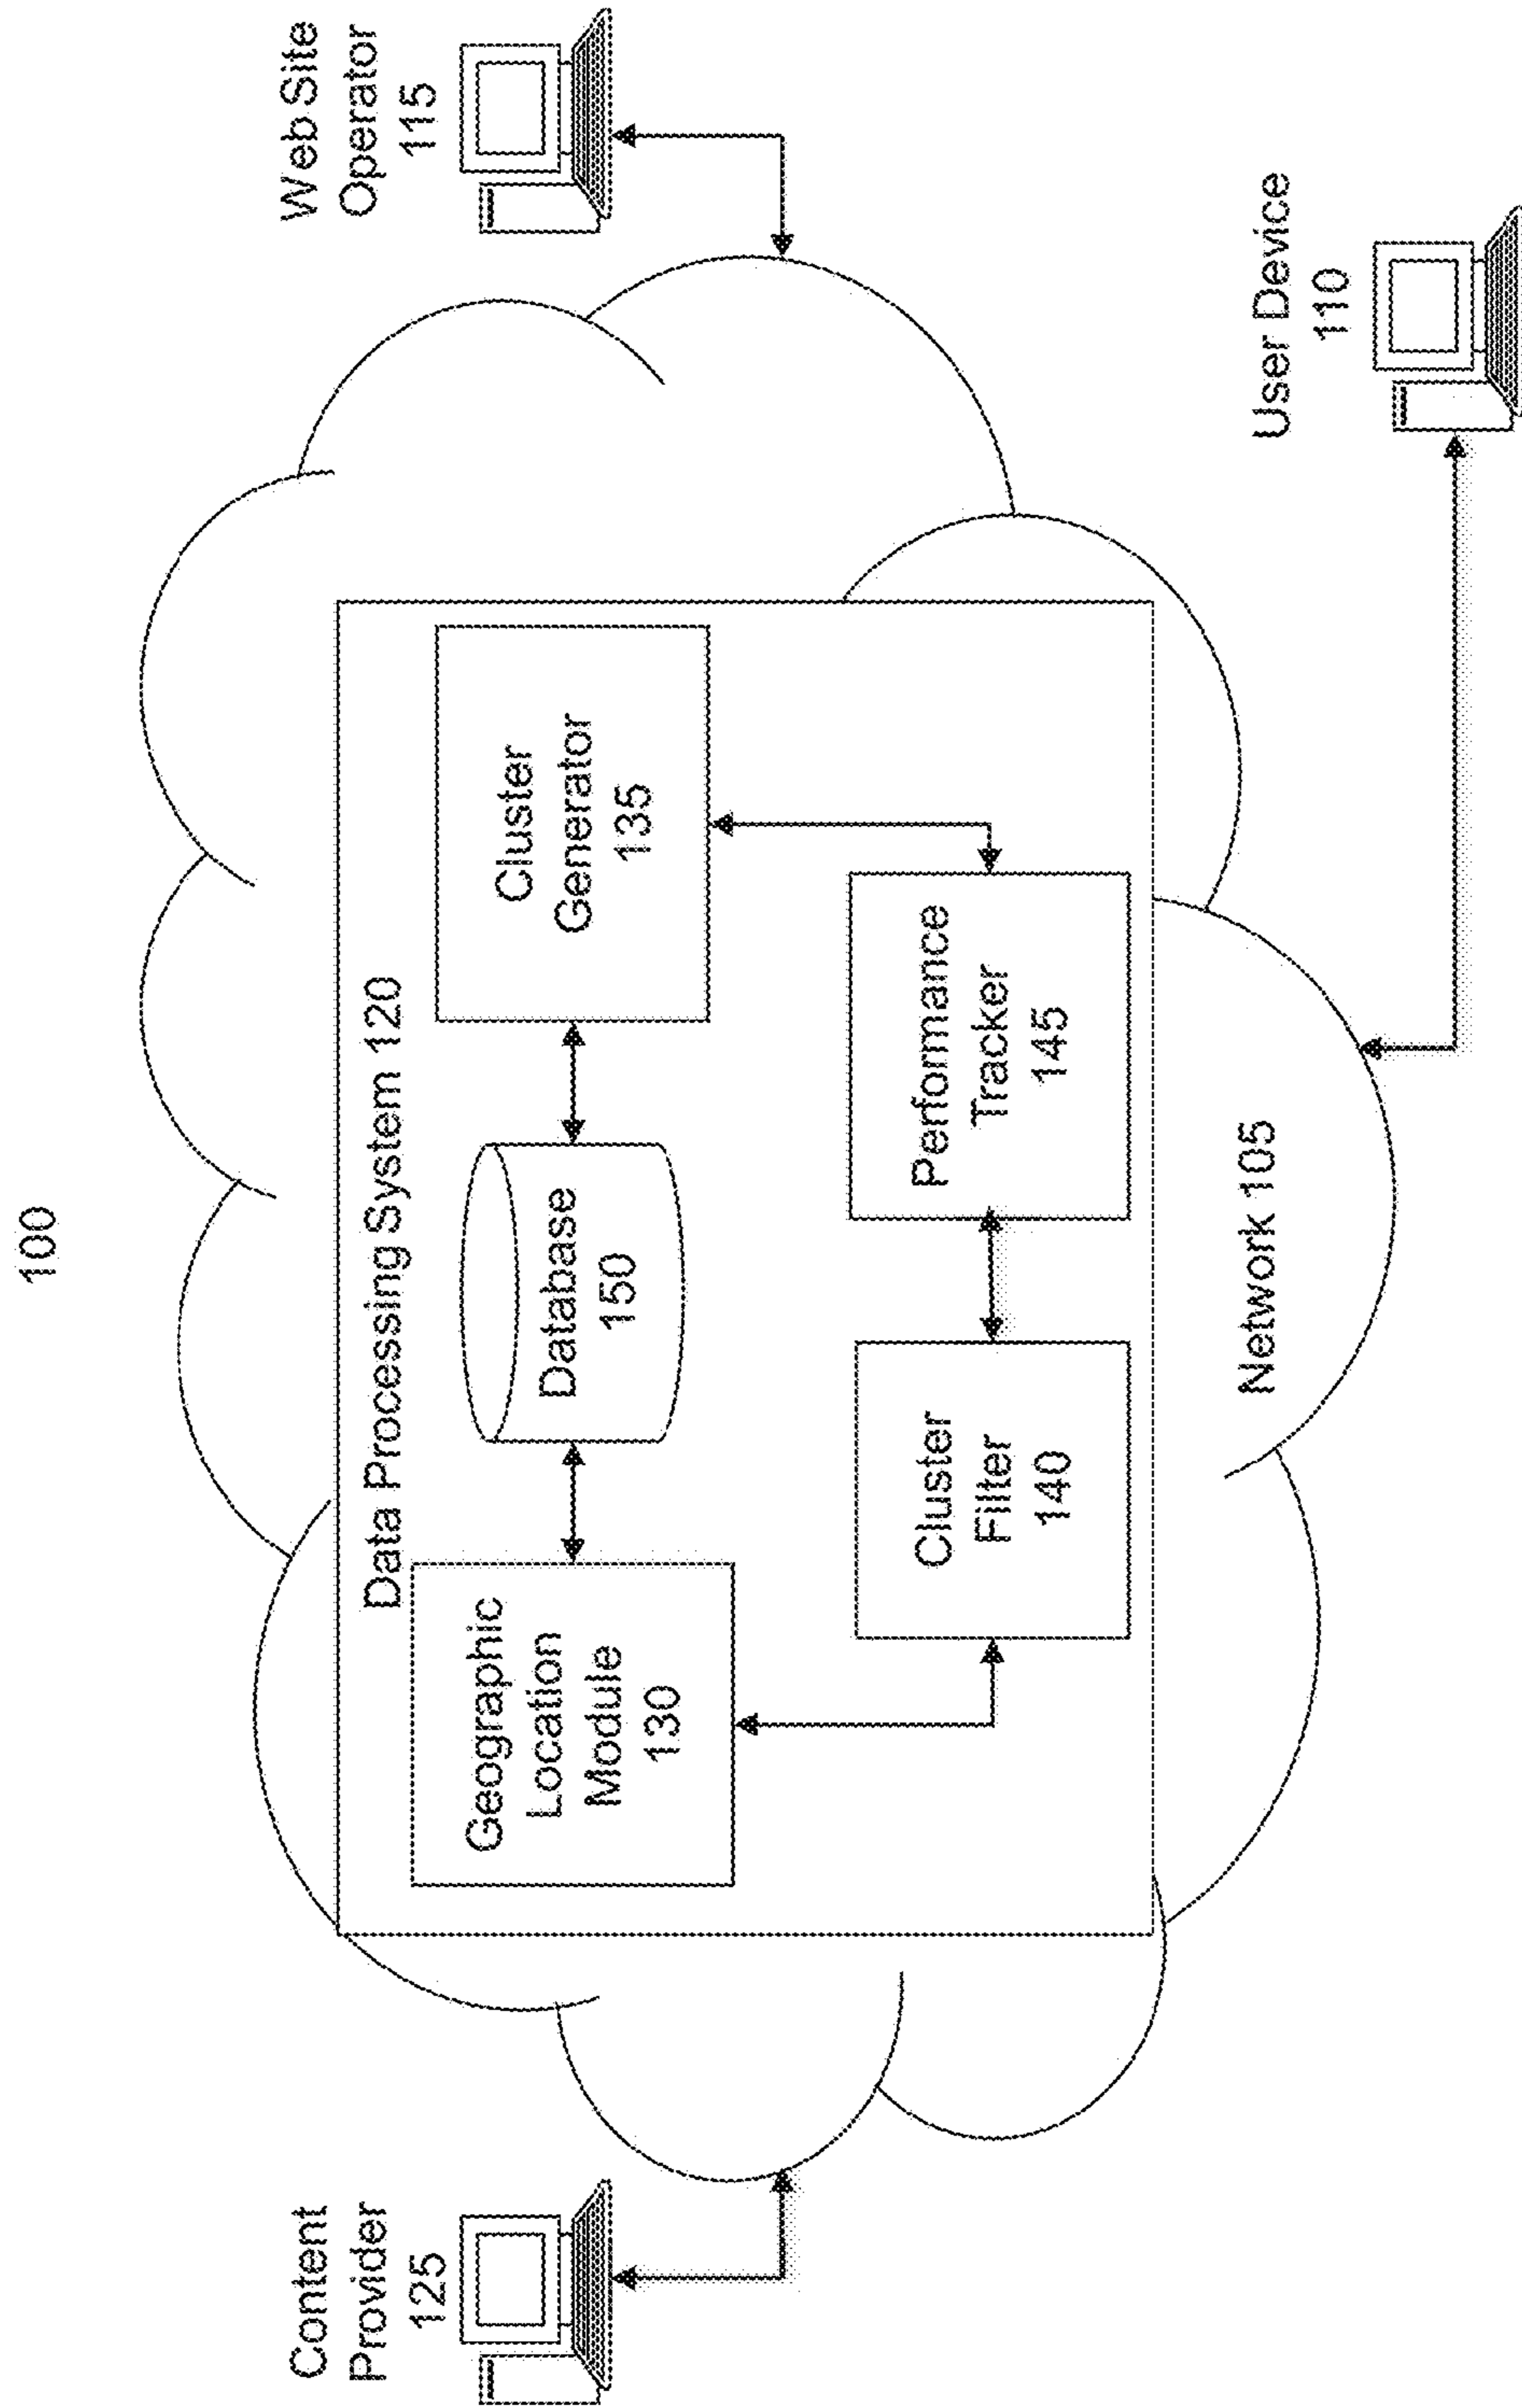 100
Content
Provider
125
Web Site
Operator
115
Data Processing System 120
Geographic
Location
Module
130
Database
150
Cluster
Generator
135
Cluster
Filter
140
Performance
Tracker
145
Network 105
User Device
110